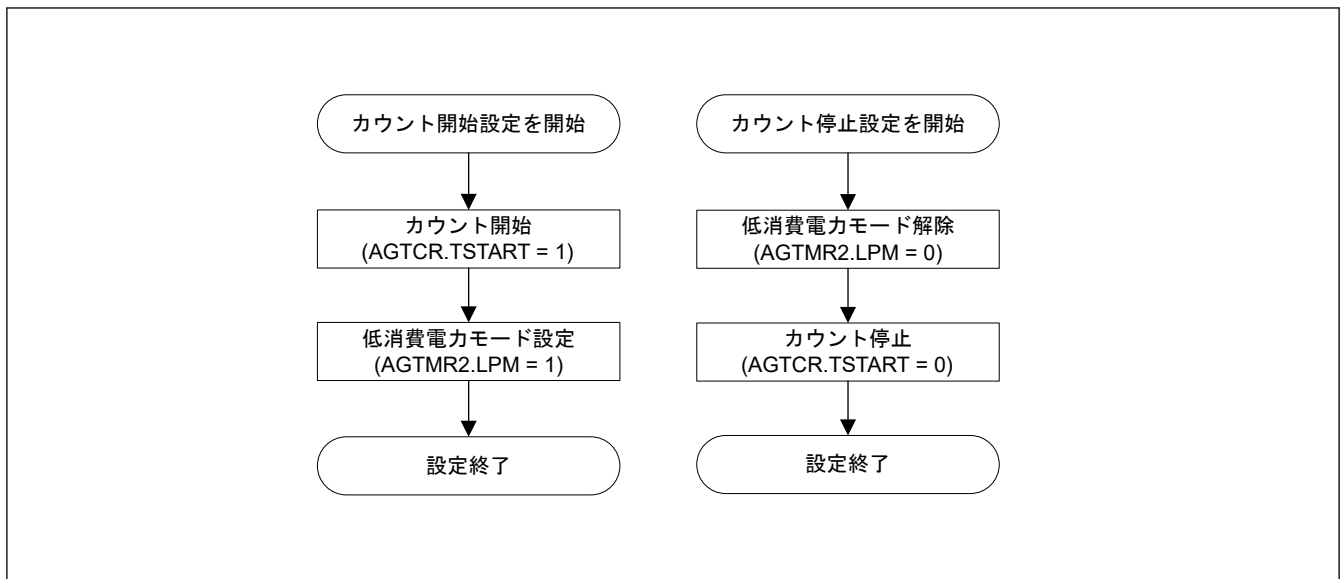 カウント開始設定を開始
カウント開始
(AGTCR.TSTART = 1)
低消費電力モード設定
(AGTMR2.LPM = 1)
設定終了
カウント停止設定を開始
低消費電力モード解除
(AGTMR2.LPM = 0)
カウント停止
(AGTCR.TSTART = 0)
設定終了